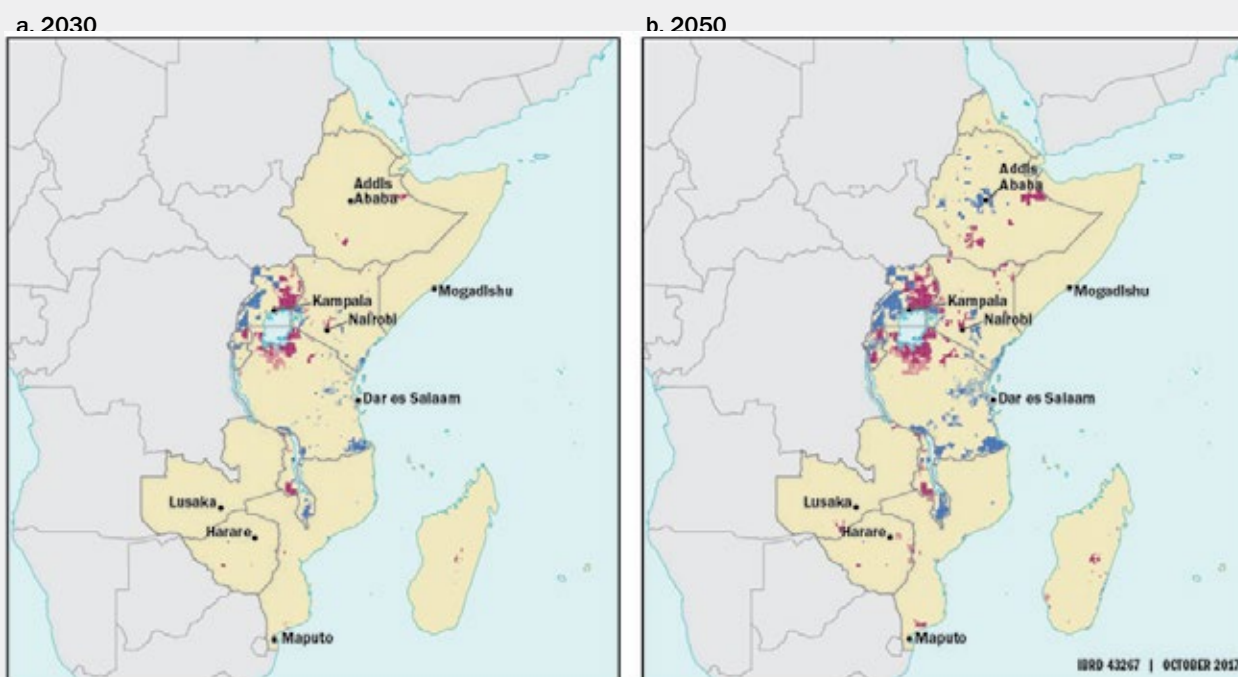 a. 2030
Addis
Ababa
Kampala
Nairobi
Mogadishu
Dar es Salaam
Lusaka
Harare
Maputo
b. 2050
Addis
Ababa
Kampala
Nairobi
Mogadishu
Dar es Salaam
Lusaka
Harare
Maputo
IBRD 43267 | OCTOBER 2017